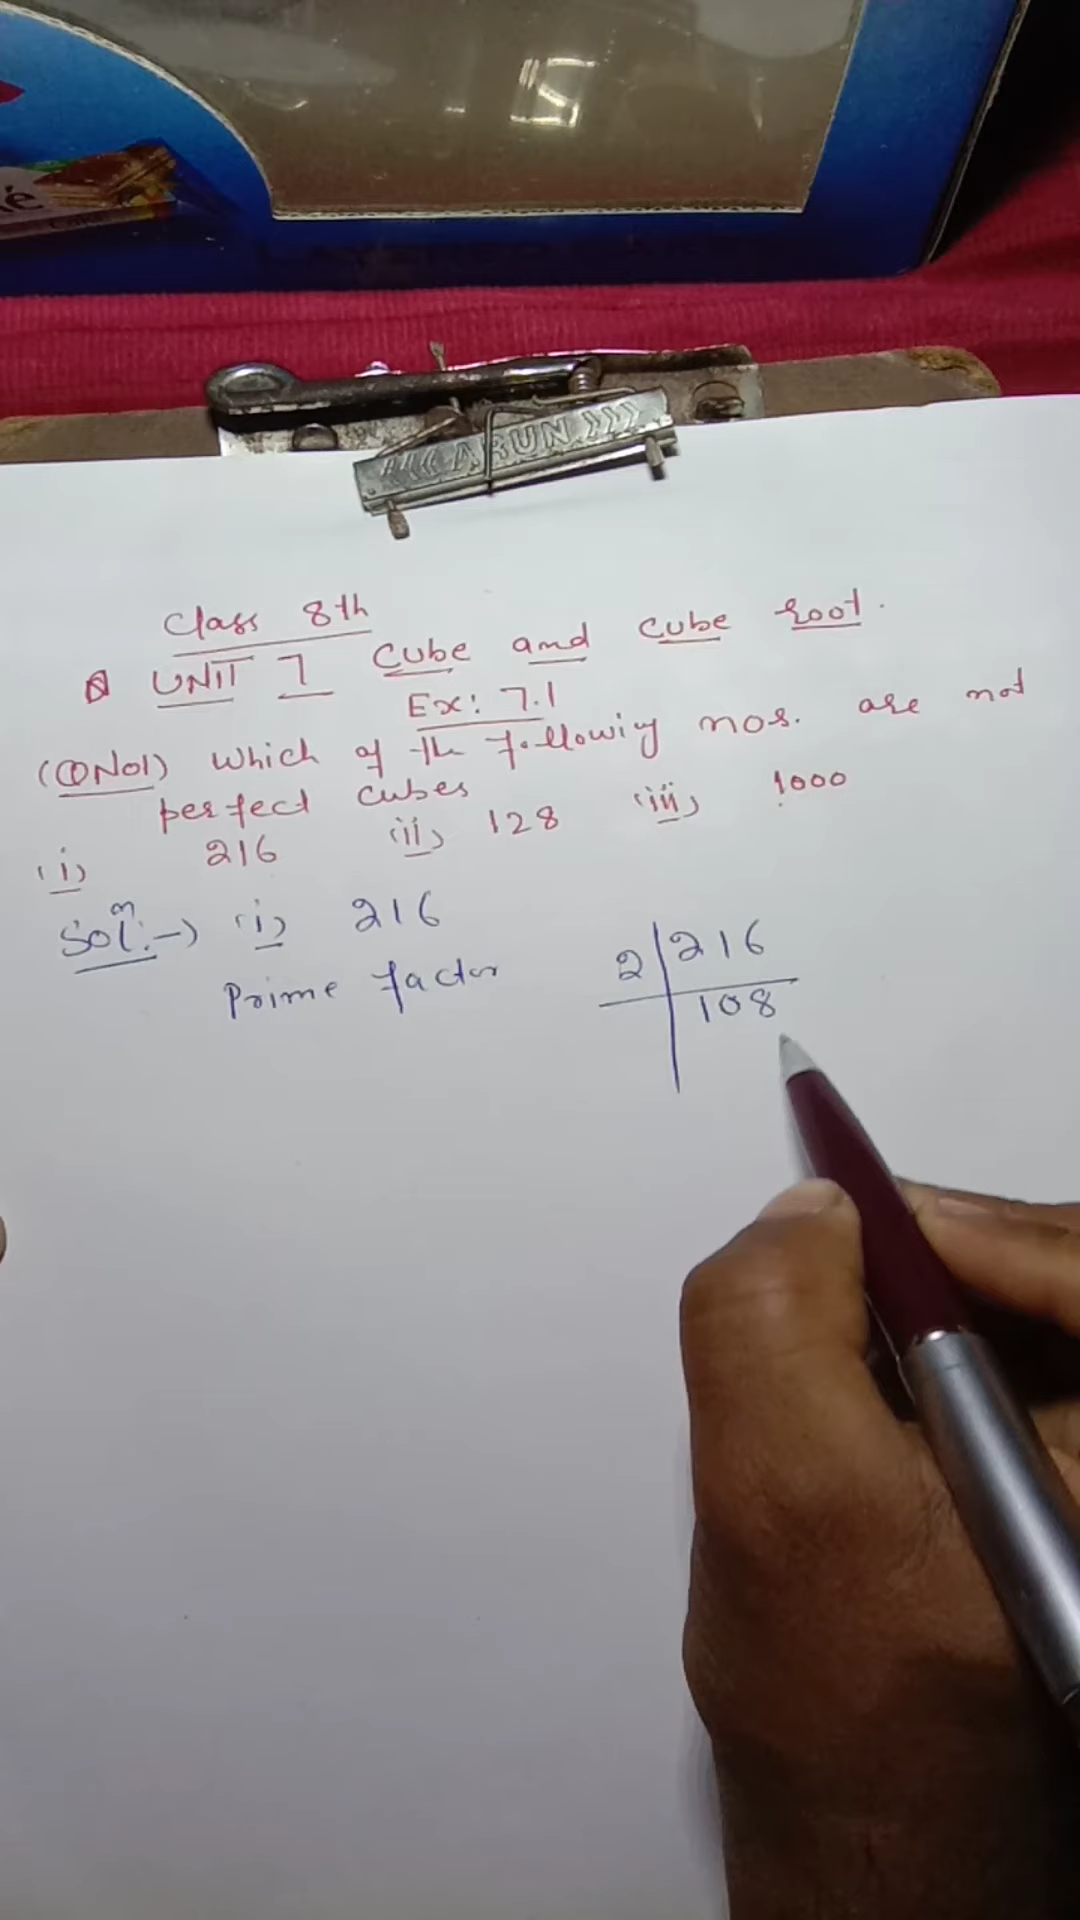 <<< ARUN >>>
Class 8th
UNIT 7 Cube and Cube root.
Ex: 7.1
(QNo1) Which of the following nos. are not
perfect cubes
(i) 216 (ii) 128 (iii) 1000
Soln:-) (i) 216
Prime factor
2 216
108